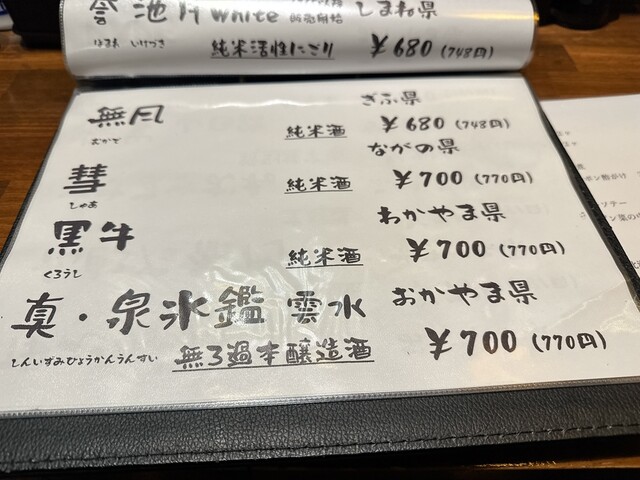 池月 White しまね県
純米活性にごり ¥680 (748円)
ぎふ県
無风
純米酒 ¥680 (748円)
ながの県
彗
しゃあ
純米酒 ¥700 (770円)
わかやま県
黒牛
くろうし
純米酒 ¥700 (770円)
おかやま県
真・泉氷鑑 雲水
しんいずみひょうかんうんすい
無ろ過本醸造酒 ¥700 (770円)